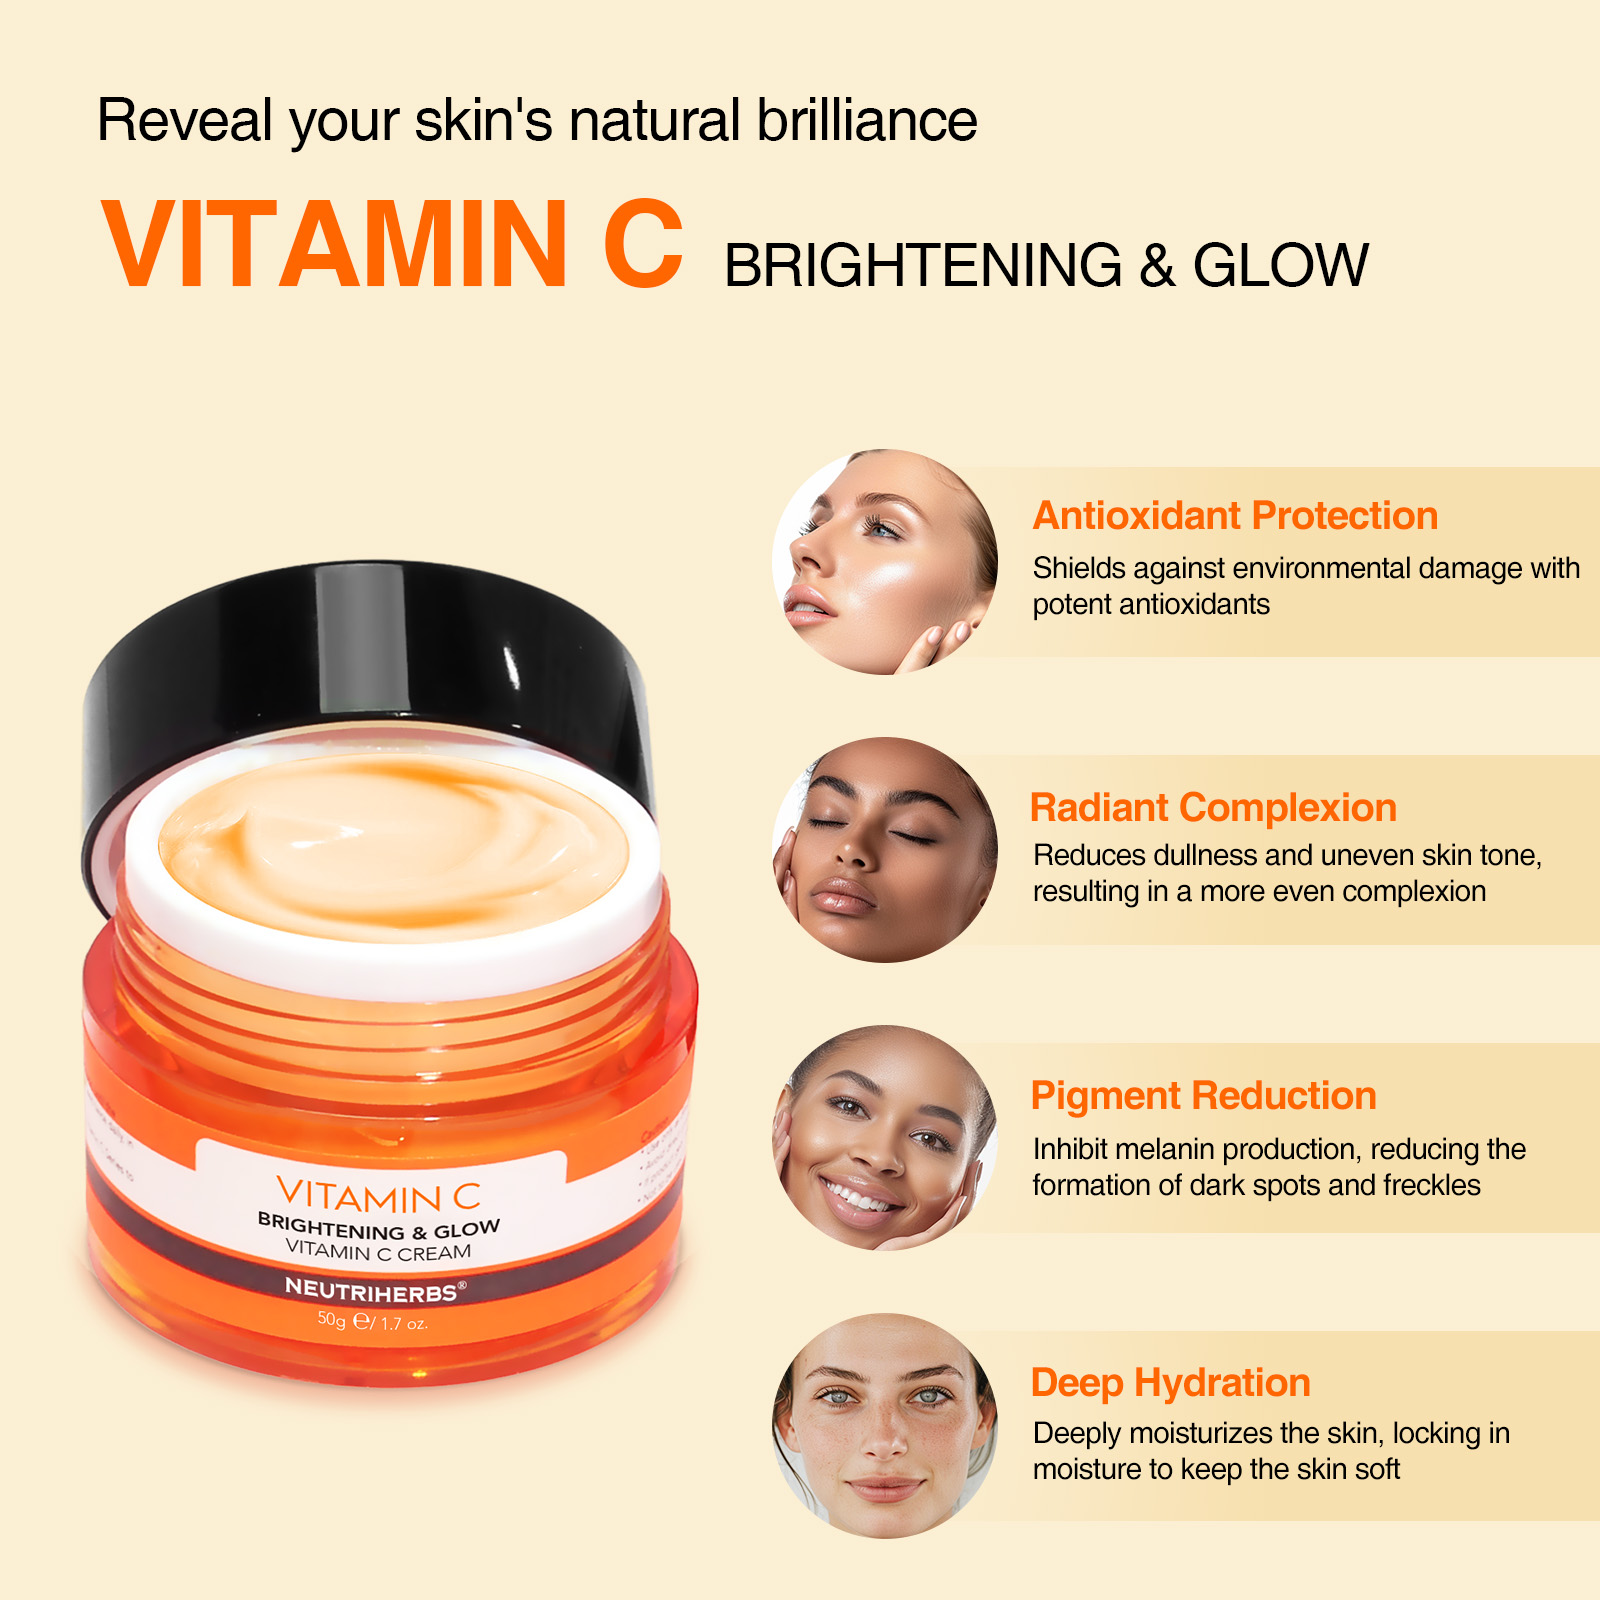 Reveal your skin's natural brilliance
VITAMIN C BRIGHTENING & GLOW
Antioxidant Protection
Shields against environmental damage with
potent antioxidants
Radiant Complexion
Reduces dullness and uneven skin tone,
resulting in a more even complexion
Pigment Reduction
Inhibit melanin production, reducing the
formation of dark spots and freckles
Deep Hydration
Deeply moisturizes the skin, locking in
moisture to keep the skin soft
VITAMIN C
BRIGHTENING & GLOW
VITAMIN C CREAM
NEUTRIHERBS®
50g ℮/ 1.7 oz.